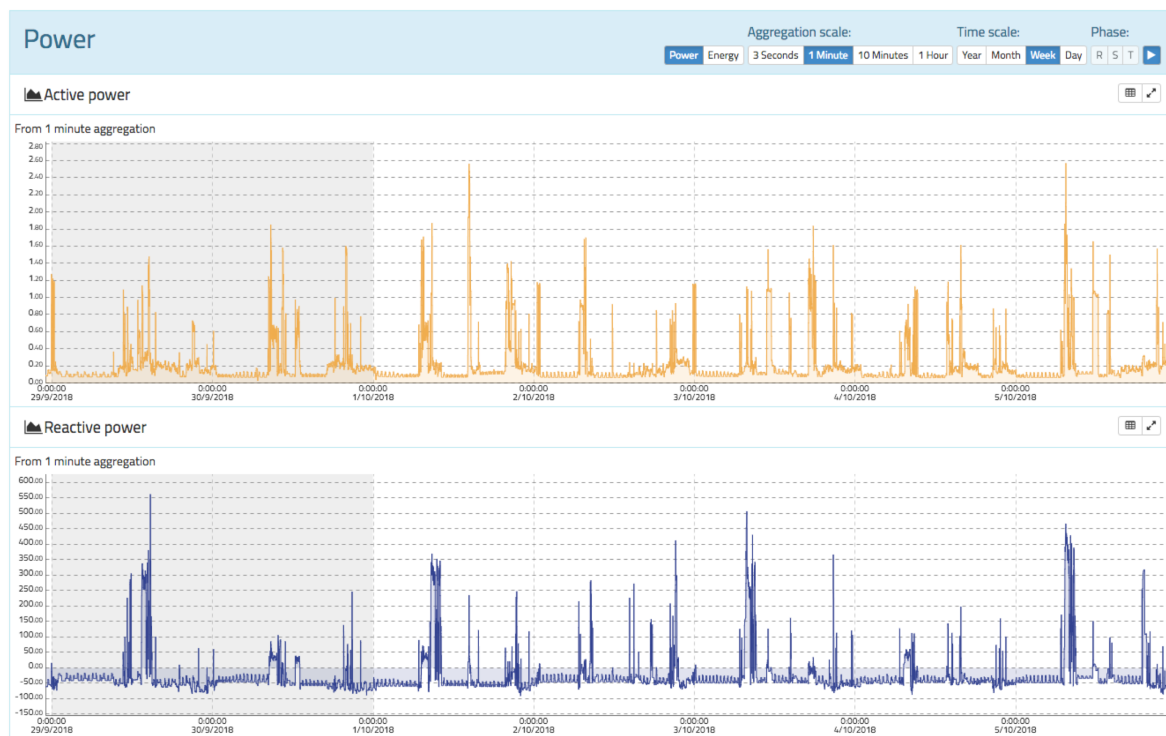 Power
Aggregation scale: Time scale: Phase:
Power Energy 3 Seconds 1 Minute 10 Minutes 1 Hour Year Month Week Day R S T
Active power
From 1 minute aggregation
2.80
2.60
2.40
2.20
2.00
1.80
1.60
1.40
1.20
1.00
0.80
0.60
0.40
0.20
0.00
0:00:00 0:00:00 0:00:00 0:00:00 0:00:00 0:00:00 0:00:00
29/9/2018 30/9/2018 1/10/2018 2/10/2018 3/10/2018 4/10/2018 5/10/2018
Reactive power
From 1 minute aggregation
600.00
550.00
500.00
450.00
400.00
350.00
300.00
250.00
200.00
150.00
100.00
50.00
0.00
-50.00
-100.00
-150.00
0:00:00 0:00:00 0:00:00 0:00:00 0:00:00 0:00:00 0:00:00
29/9/2018 30/9/2018 1/10/2018 2/10/2018 3/10/2018 4/10/2018 5/10/2018